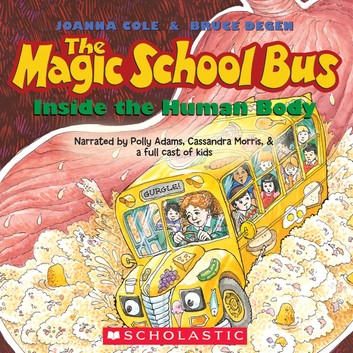 JOANNA COLE & BRUCE DEGEN
The
Magic School Bus
Inside the Human Body
Narrated by Polly Adams, Cassandra Morris, &
a full cast of kids
GURGLE!
SCHOLASTIC